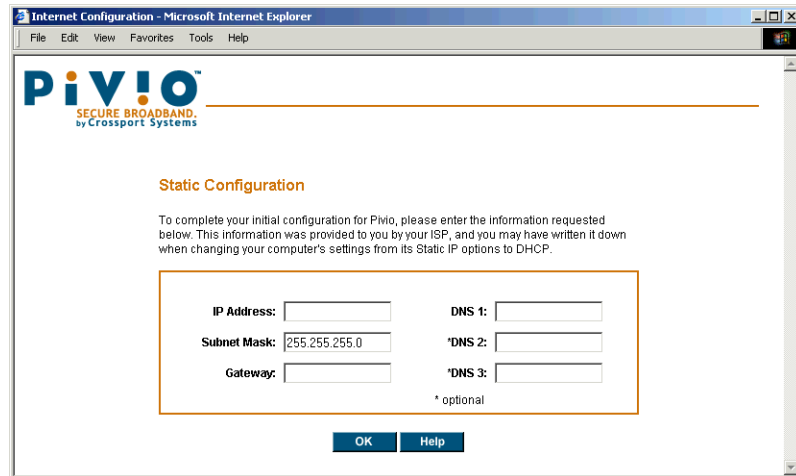 Internet Configuration - Microsoft Internet Explorer
File Edit View Favorites Tools Help
PiViO™
SECURE BROADBAND.
by Crossport Systems
Static Configuration
To complete your initial configuration for Pivio, please enter the information requested
below. This information was provided to you by your ISP, and you may have written it down
when changing your computer's settings from its Static IP options to DHCP.
IP Address: DNS 1:
Subnet Mask: 255.255.255.0 *DNS 2:
Gateway: *DNS 3:
* optional
OK Help